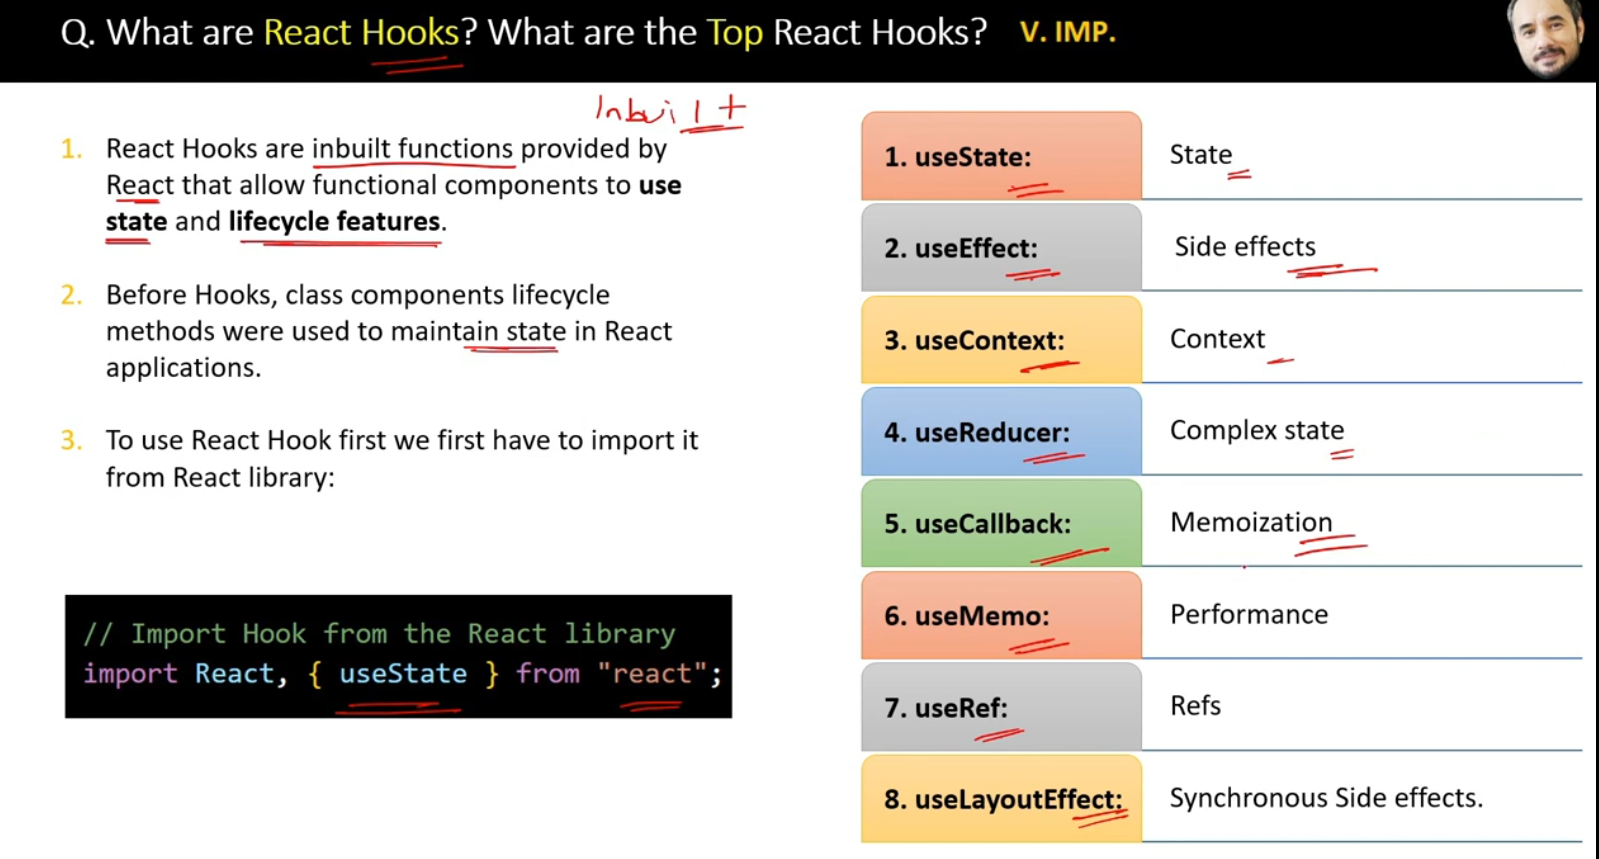 Q. What are React Hooks? What are the Top React Hooks? V. IMP.
Inbuilt
1. React Hooks are inbuilt functions provided by
React that allow functional components to use
state and lifecycle features.
2. Before Hooks, class components lifecycle
methods were used to maintain state in React
applications.
3. To use React Hook first we first have to import it
from React library:
// Import Hook from the React library
import React, { useState } from "react";
1. useState: State
2. useEffect: Side effects
3. useContext: Context
4. useReducer: Complex state
5. useCallback: Memoization
6. useMemo: Performance
7. useRef: Refs
8. useLayoutEffect: Synchronous Side effects.